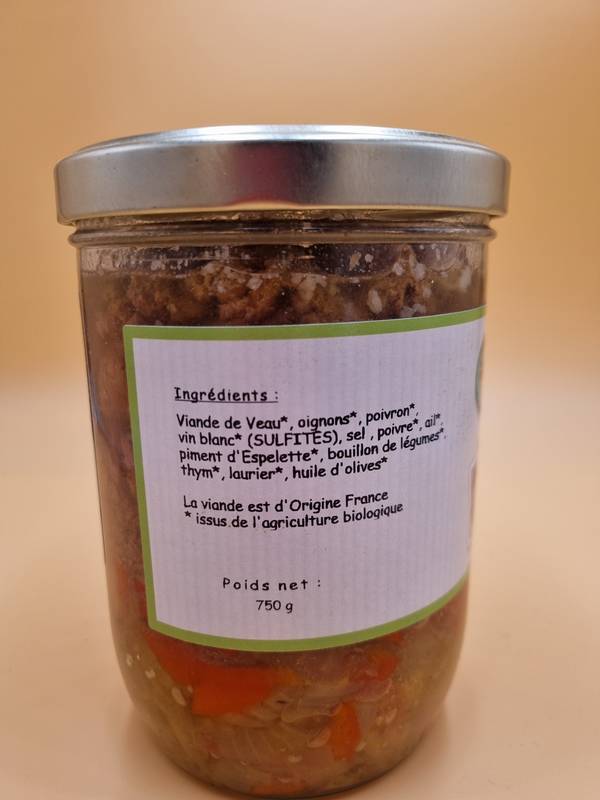 Ingrédients :
Viande de Veau*, oignons*, poivron*,
vin blanc* (SULFITES), sel , poivre*, ail*,
piment d'Espelette*, bouillon de légumes*,
thym*, laurier*, huile d'olives*
La viande est d'Origine France
* issus de l'agriculture biologique
Poids net :
750 g